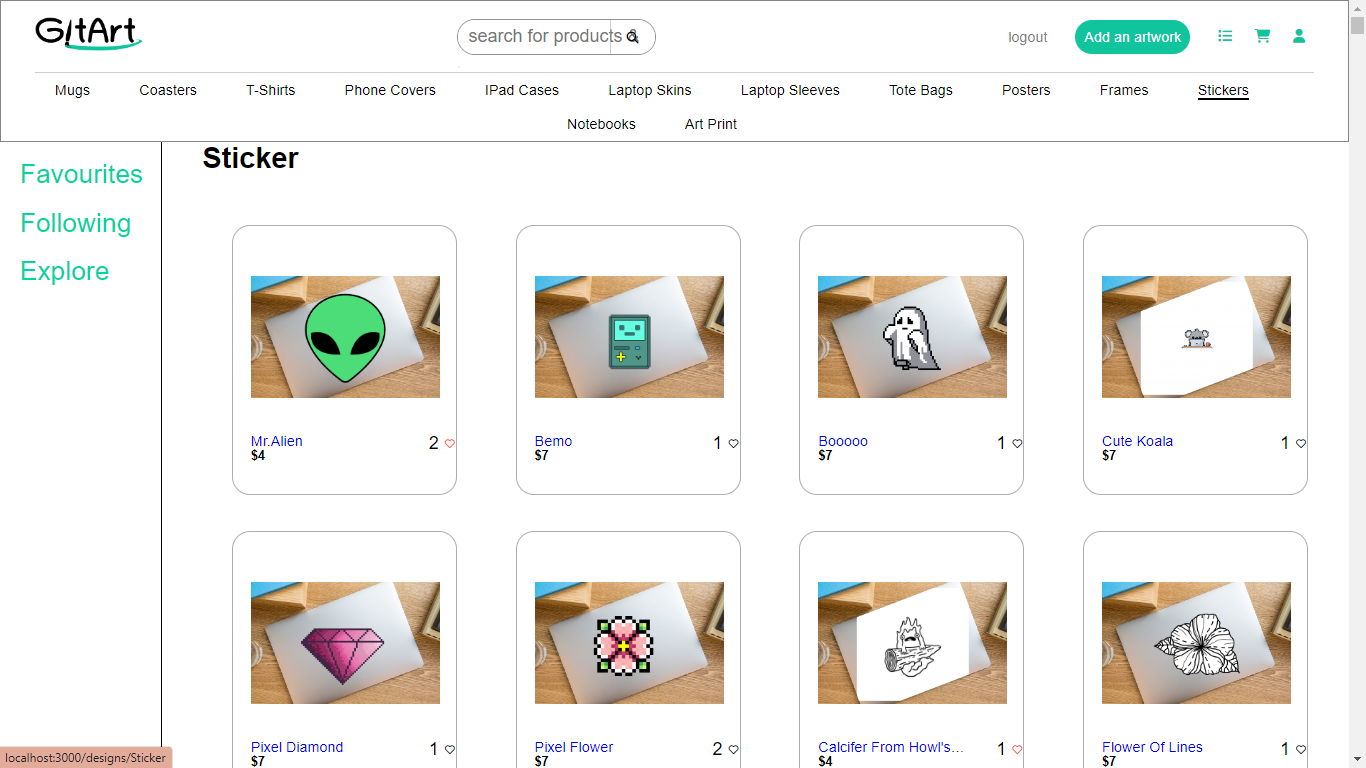 GitArt
search for products
logout
Add an artwork
Mugs Coasters T-Shirts Phone Covers IPad Cases Laptop Skins Laptop Sleeves Tote Bags Posters Frames Stickers
Notebooks Art Print
Favourites
Following
Explore
Sticker
Mr.Alien 2
$4
Bemo 1
$7
Booooo 1
$7
Cute Koala 1
$7
Pixel Diamond 1
$7
Pixel Flower 2
$7
Calcifer From Howl's... 1
$4
Flower Of Lines 1
$7
localhost:3000/designs/Sticker